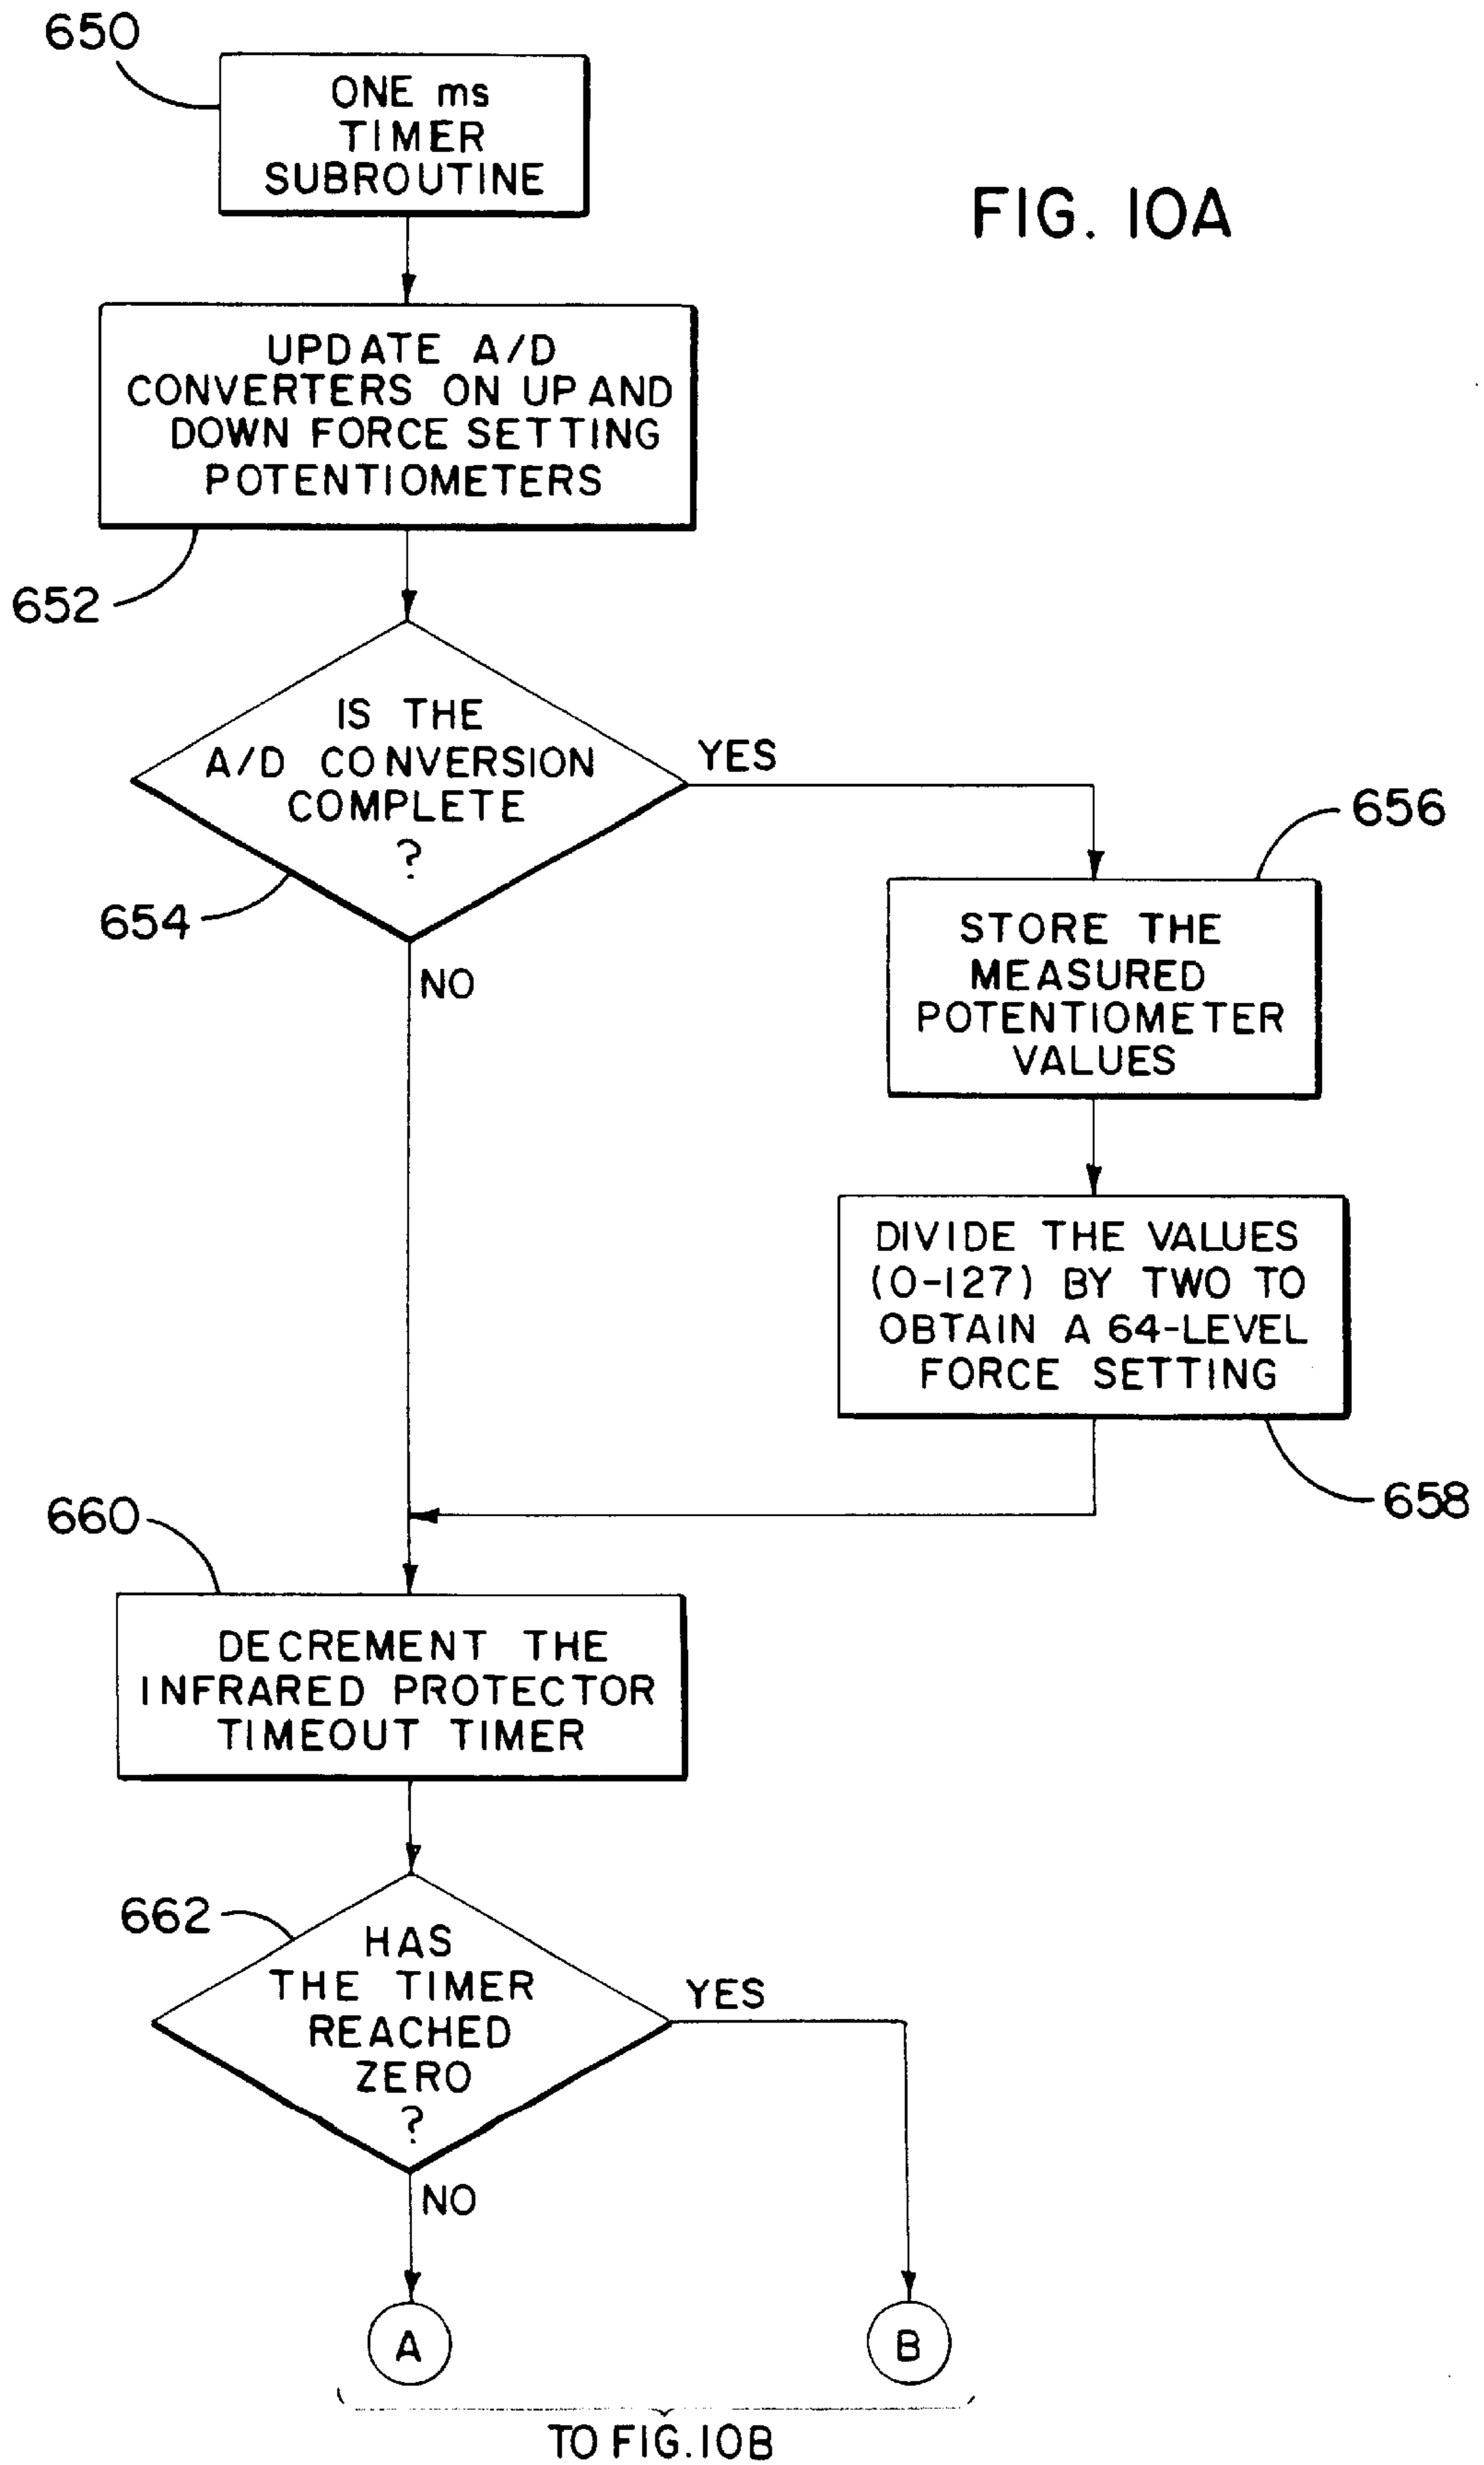 650
ONE ms
TIMER
SUBROUTINE
FIG. 10A
UPDATE A/D
CONVERTERS ON UP AND
DOWN FORCE SETTING
POTENTIOMETERS
652
IS THE
A/D CONVERSION
COMPLETE
?
YES
654
NO
656
STORE THE
MEASURED
POTENTIOMETER
VALUES
DIVIDE THE VALUES
(0-127) BY TWO TO
OBTAIN A 64-LEVEL
FORCE SETTING
658
660
DECREMENT THE
INFRARED PROTECTOR
TIMEOUT TIMER
662
HAS
THE TIMER
REACHED
ZERO
?
YES
NO
A
B
TO FIG. 10B